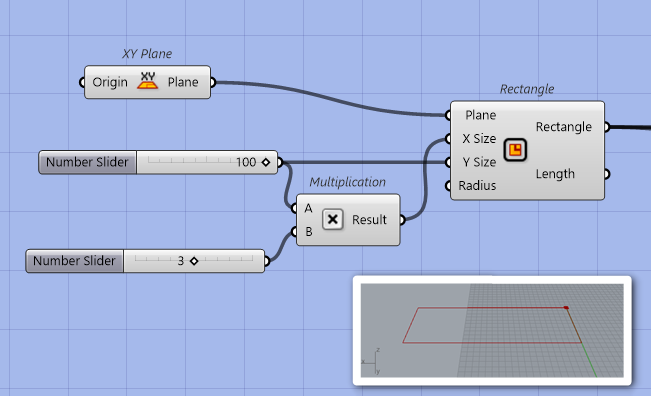 XY Plane
Origin XY Plane
Rectangle
Plane
Rectangle
X Size
Number Slider 100
Y Size
Length
Radius
Multiplication
A
Result
B
Number Slider 3
z
x
y